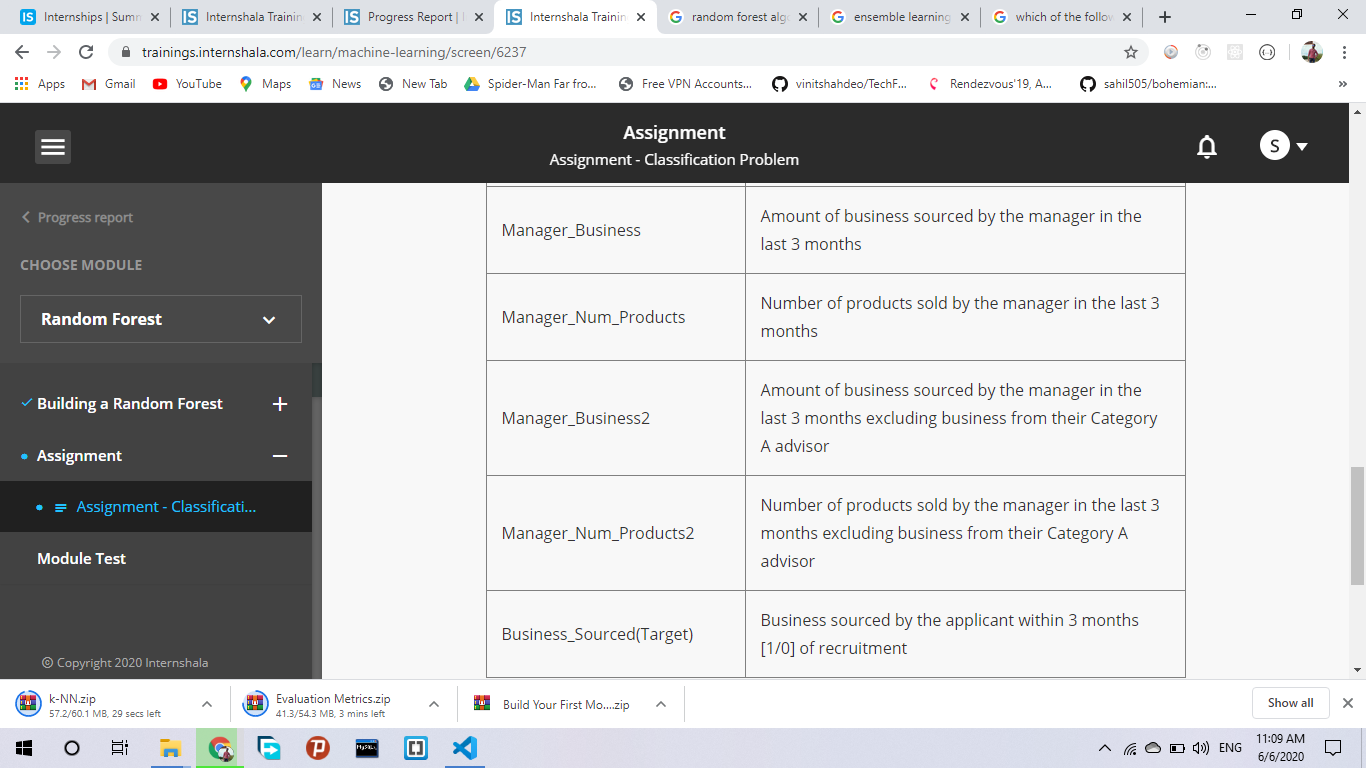 Internships | Sumn
Internshala Trainin
Progress Report |
Internshala Trainin
random forest algo
ensemble learning
which of the follow
trainings.internshala.com/learn/machine-learning/screen/6237
Apps
Gmail
YouTube
Maps
News
New Tab
Spider-Man Far fro...
Free VPN Accounts...
vinitshahdeo/TechF...
Rendezvous'19, A...
sahil505/bohemian:...
»
Assignment
Assignment - Classification Problem
S
Progress report
CHOOSE MODULE
Random Forest
Building a Random Forest
Assignment
Assignment - Classificati...
Module Test
© Copyright 2020 Internshala
Manager_Business
Amount of business sourced by the manager in the
last 3 months
Manager_Num_Products
Number of products sold by the manager in the last 3
months
Manager_Business2
Amount of business sourced by the manager in the
last 3 months excluding business from their Category
A advisor
Manager_Num_Products2
Number of products sold by the manager in the last 3
months excluding business from their Category A
advisor
Business_Sourced(Target)
Business sourced by the applicant within 3 months
[1/0] of recruitment
k-NN.zip
57.2/60.1 MB, 29 secs left
Evaluation Metrics.zip
41.3/54.3 MB, 3 mins left
Build Your First Mo....zip
Show all
ENG
11:09 AM
6/6/2020